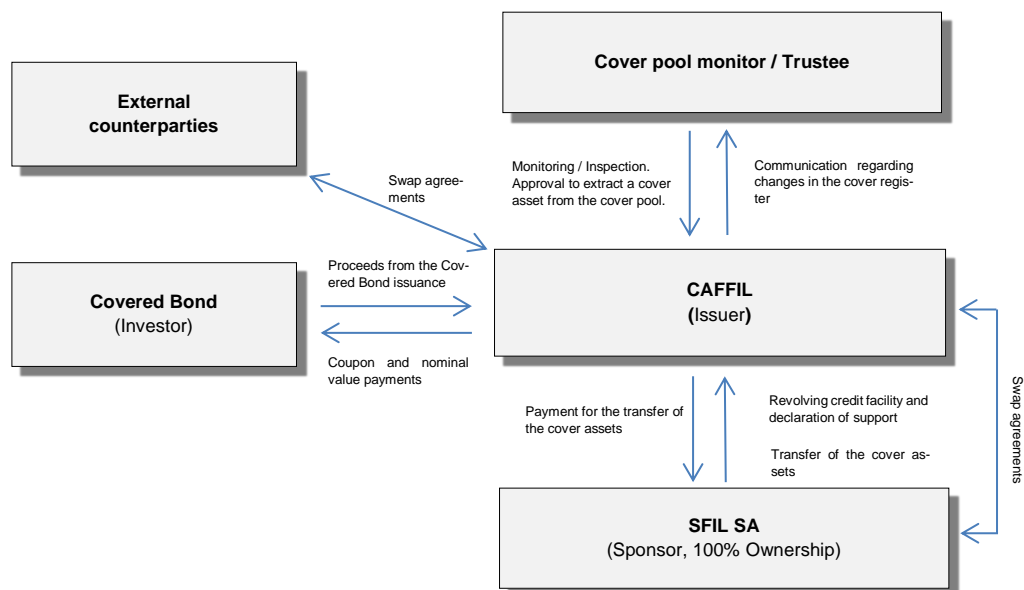 Cover pool monitor / Trustee
External
counterparties
Monitoring / Inspection.
Approval to extract a cover
asset from the cover pool.
Communication regarding
changes in the cover regis-
ter
Swap agree-
ments
Proceeds from the Cov-
ered Bond issuance
Covered Bond
(Investor)
CAFFIL
(Issuer)
Coupon and nominal
value payments
Swap agreements
Payment for the transfer of
the cover assets
Revolving credit facility and
declaration of support
Transfer of the cover as-
sets
SFIL SA
(Sponsor, 100% Ownership)